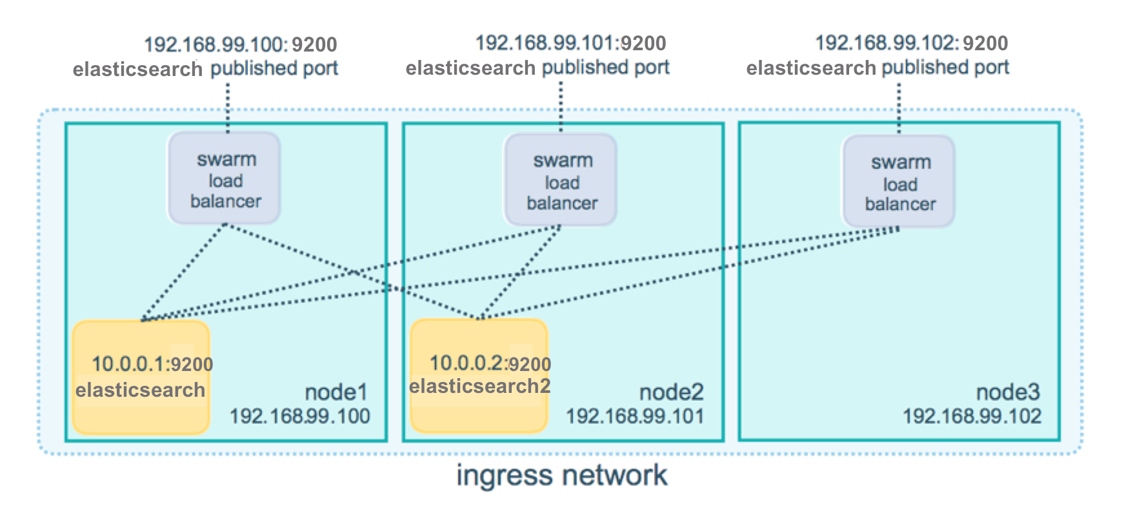 192.168.99.100: 9200
elasticsearch published port
192.168.99.101:9200
elasticsearch published port
192.168.99.102: 9200
elasticsearch published port
swarm
load
balancer
swarm
load
balancer
swarm
load
balancer
10.0.0.1:9200
elasticsearch
node1
192.168.99.100
10.0.0.2:9200
elasticsearch2
node2
192.168.99.101
node3
192.168.99.102
ingress network